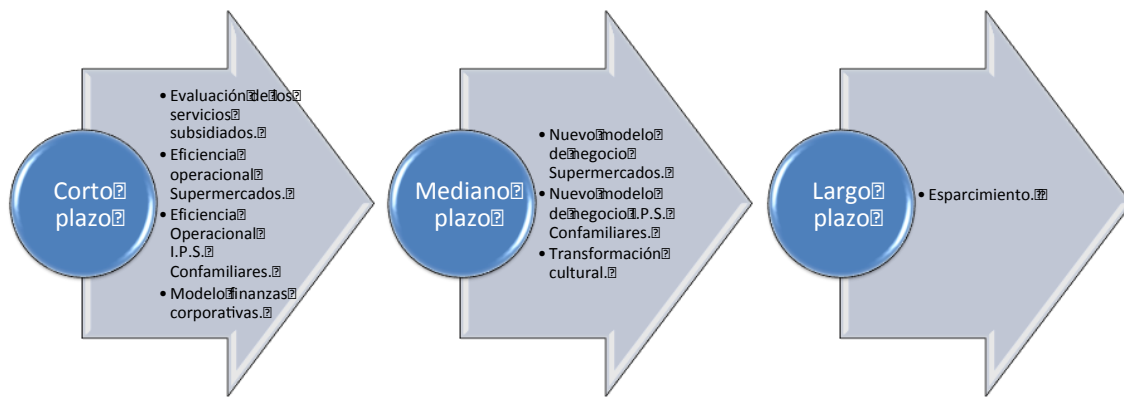 Corto
plazo
• Evaluación de los
servicios
subsidiados.
• Eficiencia
operacional
Supermercados.
• Eficiencia
Operacional
I.P.S.
Confamiliares.
• Modelo finanzas
corporativas.
Mediano
plazo
• Nuevo modelo
de negocio
Supermercados.
• Nuevo modelo
de negocio I.P.S.
Confamiliares.
• Transformación
cultural.
Largo
plazo
• Esparcimiento.